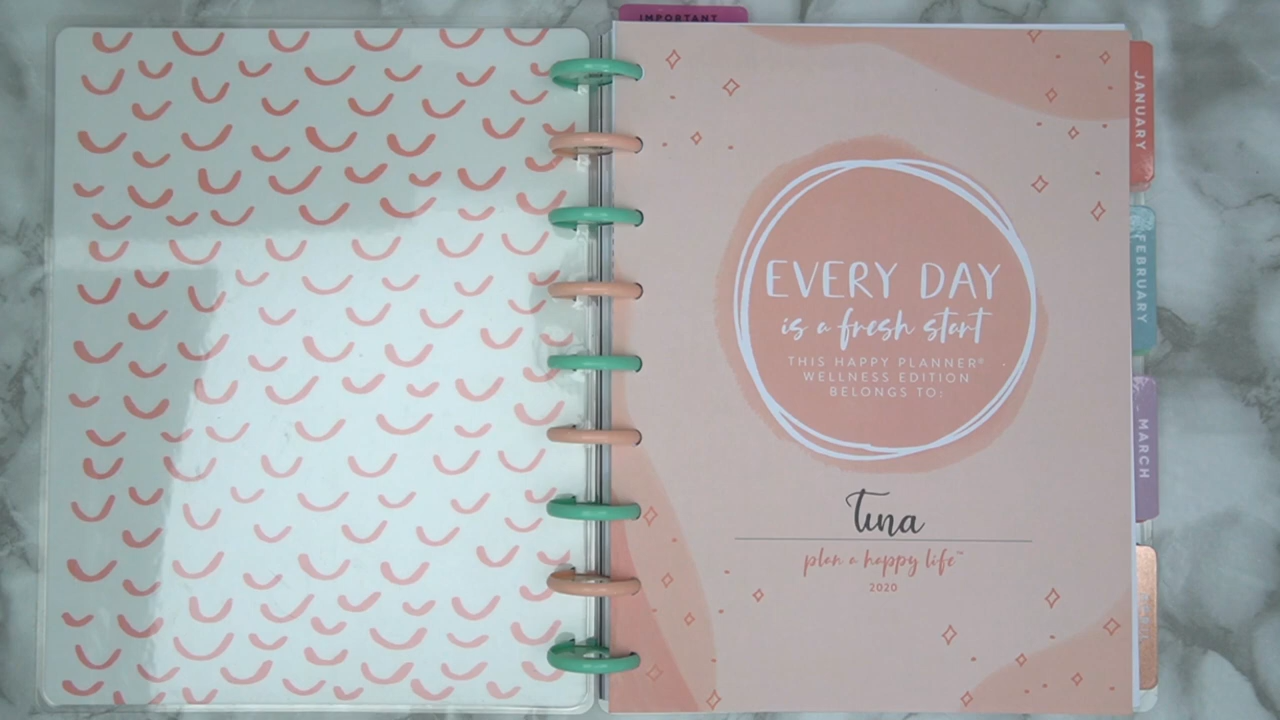 IMPORTANT
EVERY DAY
is a fresh start
THIS HAPPY PLANNER®
WELLNESS EDITION
BELONGS TO:
Tina
plan a happy life™
2020
JANUARY
FEBRUARY
MARCH